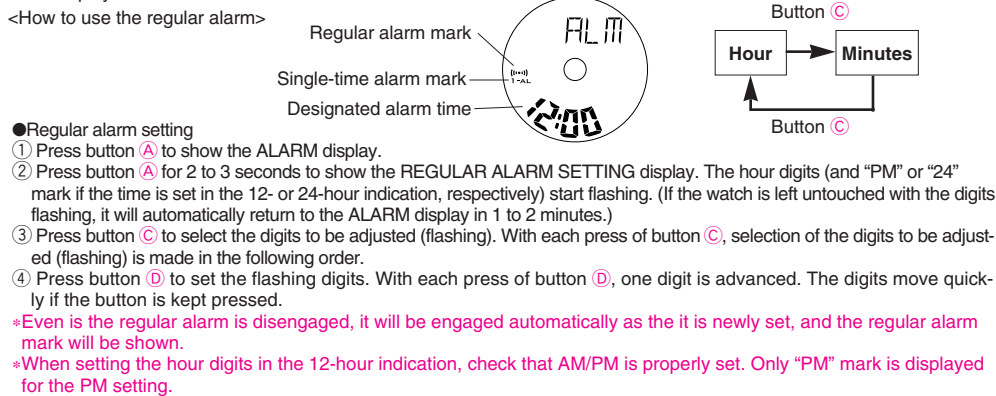 <How to use the regular alarm>
Regular alarm mark
Single-time alarm mark
Designated alarm time
ALM
1-AL
12:00
Button Ⓒ
Hour
Minutes
Button Ⓒ
●Regular alarm setting
① Press button Ⓐ to show the ALARM display.
② Press button Ⓐ for 2 to 3 seconds to show the REGULAR ALARM SETTING display. The hour digits (and “PM” or “24”
mark if the time is set in the 12- or 24-hour indication, respectively) start flashing. (If the watch is left untouched with the digits
flashing, it will automatically return to the ALARM display in 1 to 2 minutes.)
③ Press button Ⓒ to select the digits to be adjusted (flashing). With each press of button Ⓒ, selection of the digits to be adjust-
ed (flashing) is made in the following order.
④ Press button Ⓓ to set the flashing digits. With each press of button Ⓓ, one digit is advanced. The digits move quick-
ly if the button is kept pressed.
*Even is the regular alarm is disengaged, it will be engaged automatically as the it is newly set, and the regular alarm
mark will be shown.
*When setting the hour digits in the 12-hour indication, check that AM/PM is properly set. Only “PM” mark is displayed
for the PM setting.